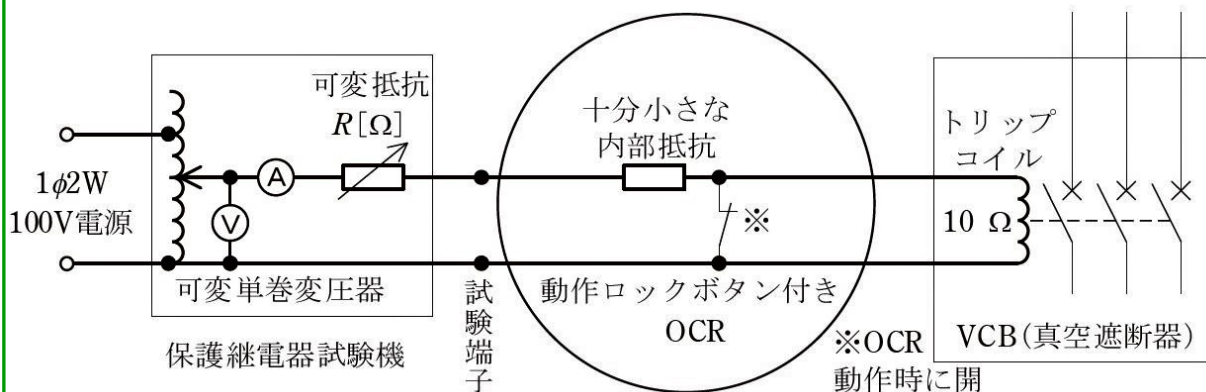 可変抵抗
R[Ω]
1φ2W
100V電源
A
V
可変単巻変圧器
保護継電器試験機
試験端子
十分小さな
内部抵抗
※
動作ロックボタン付き
OCR
トリップ
コイル
10 Ω
VCB(真空遮断器)
※OCR
動作時に開